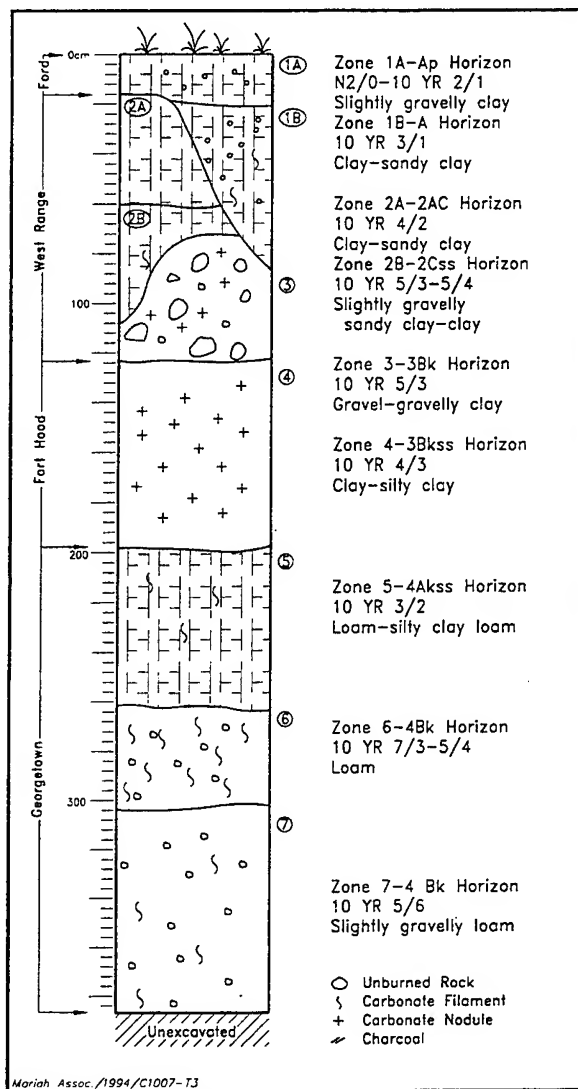 Ford
0cm
West Range
100
Fort Hood
200
Georgetown
300
1A
2A
1B
2B
3
4
5
6
7
Zone 1A-Ap Horizon
N2/0-10 YR 2/1
Slightly gravelly clay
Zone 1B-A Horizon
10 YR 3/1
Clay-sandy clay
Zone 2A-2AC Horizon
10 YR 4/2
Clay-sandy clay
Zone 2B-2Css Horizon
10 YR 5/3-5/4
Slightly gravelly
sandy clay-clay
Zone 3-3Bk Horizon
10 YR 5/3
Gravel-gravelly clay
Zone 4-3Bkss Horizon
10 YR 4/3
Clay-silty clay
Zone 5-4Akss Horizon
10 YR 3/2
Loam-silty clay loam
Zone 6-4Bk Horizon
10 YR 7/3-5/4
Loam
Zone 7-4 Bk Horizon
10 YR 5/6
Slightly gravelly loam
Unburned Rock
Carbonate Filament
Carbonate Nodule
Charcoal
Unexcavated
Mariah Assoc./1994/C1007-T3